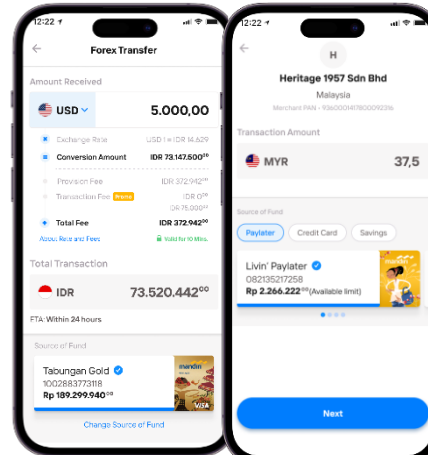 12:22
Forex Transfer
Amount Received
USD
5.000,00
Exchange Rate
USD 1 = IDR 14.629
Conversion Amount
IDR 73.147.500⁰⁰
Provision Fee
IDR 372.942⁰⁰
Transaction Fee
Promo
IDR 0⁰⁰
IDR 75.000⁰⁰
Total Fee
IDR 372.942⁰⁰
About Rate and Fees
Valid for 10 Mins.
Total Transaction
IDR
73.520.442⁰⁰
ETA: Within 24 hours
Source of Fund
Tabungan Gold
1002883773118
Rp 189.299.940⁰⁰
mandiri
VISA
Change Source of Fund
12:22
H
Heritage 1957 Sdn Bhd
Malaysia
Merchant PAN - 9360001417800092316
Transaction Amount
MYR
37,5
Source of Fund
Paylater
Credit Card
Savings
Livin' Paylater
082135217258
Rp 2.266.222⁰⁰ (Available limit)
mandiri
Next